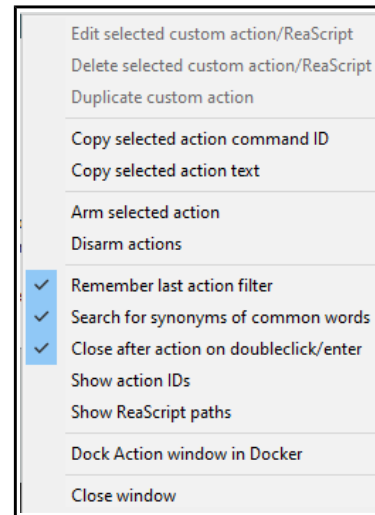 Edit selected custom action/ReaScript
Delete selected custom action/ReaScript
Duplicate custom action
Copy selected action command ID
Copy selected action text
Arm selected action
Disarm actions
Remember last action filter
Search for synonyms of common words
Close after action on doubleclick/enter
Show action IDs
Show ReaScript paths
Dock Action window in Docker
Close window